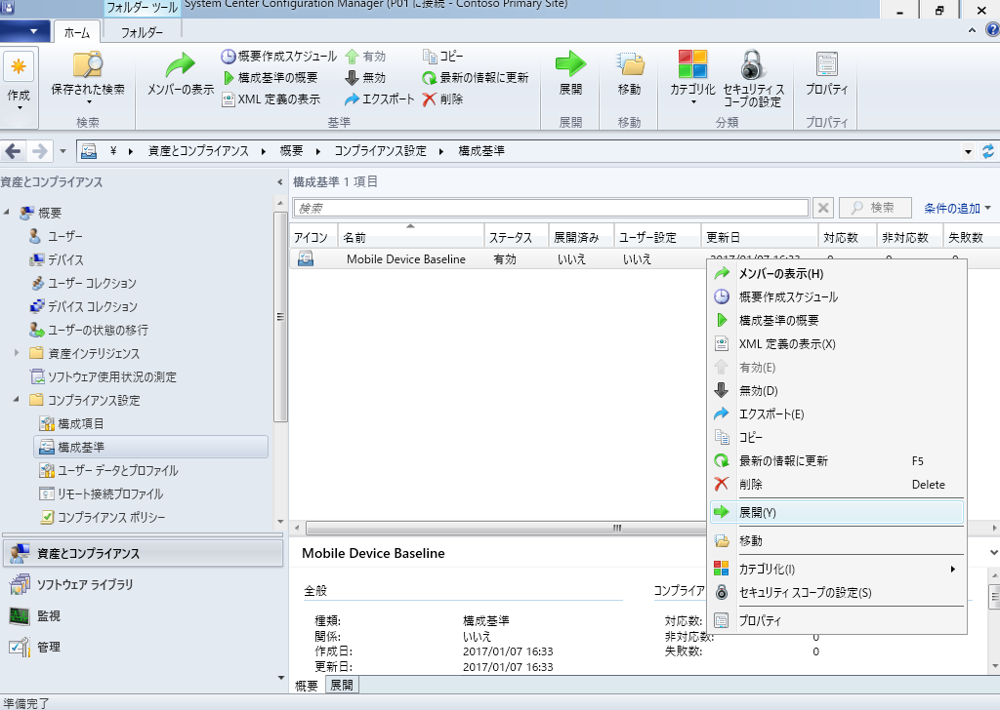 フォルダー ツール
System Center Configuration Manager (P01 に接続 - Contoso Primary Site)
ホーム
フォルダー
作成
保存された検索
検索
メンバーの表示
概要作成スケジュール
構成基準の概要
XML 定義の表示
有効
無効
エクスポート
コピー
最新の情報に更新
削除
基準
展開
展開
移動
移動
カテゴリ化
セキュリティ ス
コープの設定
分類
プロパティ
プロパティ
¥ 資産とコンプライアンス 概要 コンプライアンス設定 構成基準
資産とコンプライアンス
概要
ユーザー
デバイス
ユーザー コレクション
デバイス コレクション
ユーザーの状態の移行
資産インテリジェンス
ソフトウェア使用状況の測定
コンプライアンス設定
構成項目
構成基準
ユーザー データとプロファイル
リモート接続プロファイル
コンプライアンス ポリシー
資産とコンプライアンス
ソフトウェア ライブラリ
監視
管理
構成基準 1 項目
検索
検索
条件の追加
アイコン 名前 ステータス 展開済み ユーザー設定 更新日 対応数 非対応数 失敗数
Mobile Device Baseline 有効 いいえ いいえ 2017/01/07 16:33 0 0 0
メンバーの表示(H)
概要作成スケジュール
構成基準の概要
XML 定義の表示(X)
有効(E)
無効(D)
エクスポート(E)
コピー
最新の情報に更新 F5
削除 Delete
展開(Y)
移動
カテゴリ化(I)
セキュリティ スコープの設定(S)
プロパティ
Mobile Device Baseline
全般
種類: 構成基準
関係: いいえ
作成日: 2017/01/07 16:33
更新日: 2017/01/07 16:33
コンプライア
対応数:
非対応数: 0
失敗数: 0
概要
展開
準備完了